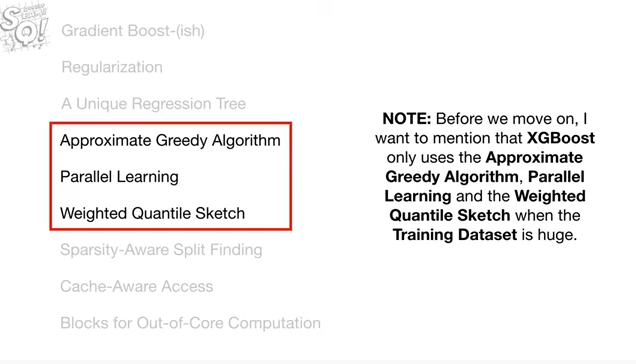 Gradient Boost-(ish)
Regularization
A Unique Regression Tree
Approximate Greedy Algorithm
Parallel Learning
Weighted Quantile Sketch
Sparsity-Aware Split Finding
Cache-Aware Access
Blocks for Out-of-Core Computation
NOTE: Before we move on, I
want to mention that XGBoost
only uses the Approximate
Greedy Algorithm, Parallel
Learning and the Weighted
Quantile Sketch when the
Training Dataset is huge.